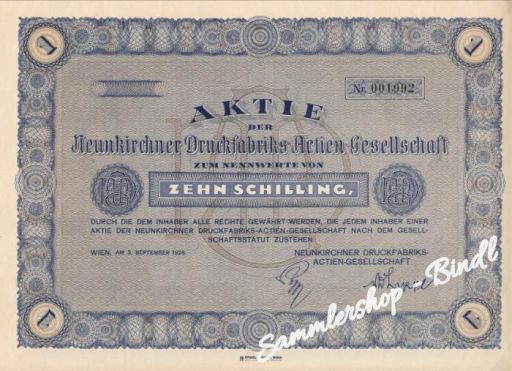 Nr. 001992
AKTIE
DER
Neunkirchner Druckfabriks-Actien-Gesellschaft
ZUM NENNWERTE VON
ZEHN SCHILLING,
DURCH DIE DEM INHABER ALLE RECHTE GEWÄHRT WERDEN, DIE JEDEM INHABER EINER
AKTIE DER NEUNKIRCHNER DRUCKFABRIKS-ACTIEN-GESELLSCHAFT NACH DEM GESELL-
SCHAFTSSTATUT ZUSTEHEN
WIEN, AM 3. SEPTEMBER 1926.
NEUNKIRCHNER DRUCKFABRIKS-
ACTIEN-GESELLSCHAFT
Sammlershop - Bindl